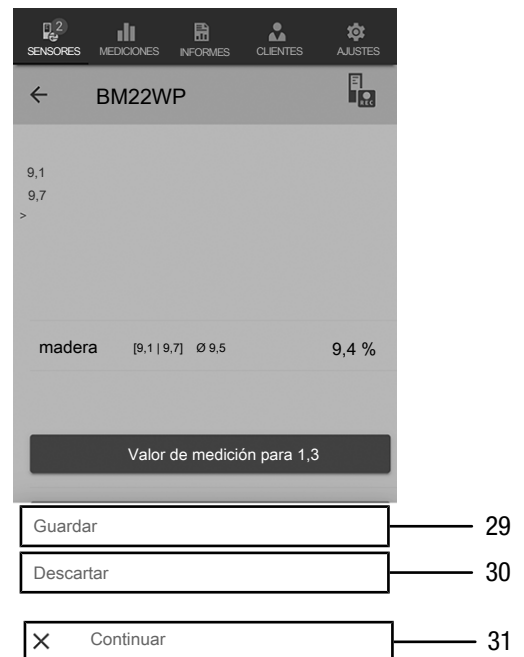 2
SENSORES MEDICIONES INFORMES CLIENTES AJUSTES
← BM22WP
REC
9,1
9,7
>
madera [9,1 | 9,7] Ø 9,5 9,4 %
Valor de medición para 1,3
Guardar 29
Descartar 30
Continuar 31